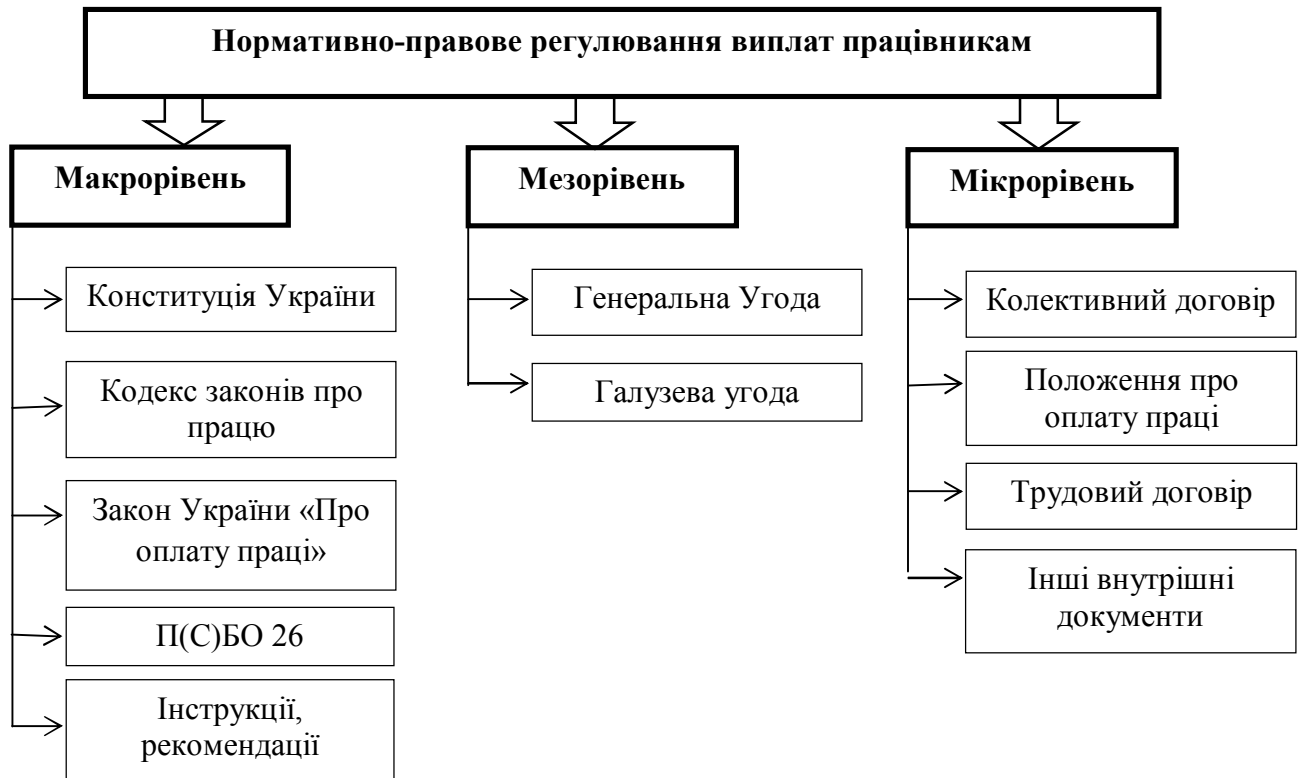 Нормативно-правове регулювання виплат працівникам
Макрорівень
Мезорівень
Мікрорівень
Конституція України
Кодекс законів про
працю
Закон України «Про
оплату праці»
П(С)БО 26
Інструкції,
рекомендації
Генеральна Угода
Галузева угода
Колективний договір
Положення про
оплату праці
Трудовий договір
Інші внутрішні
документи